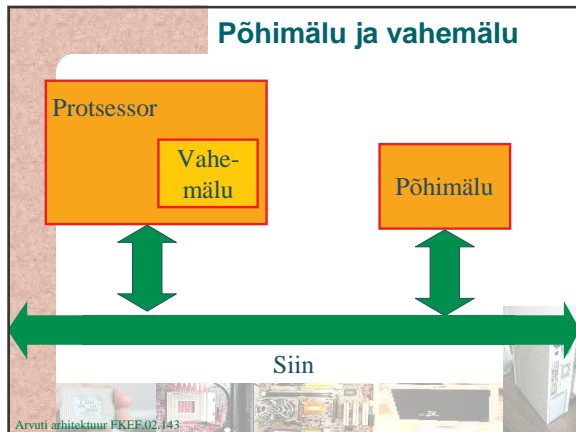 Põhimälu ja vahemälu
Protsessor
Vahe-
mälu
Põhimälu
Siin
Arvuti arhitektuur FKEF.02.143